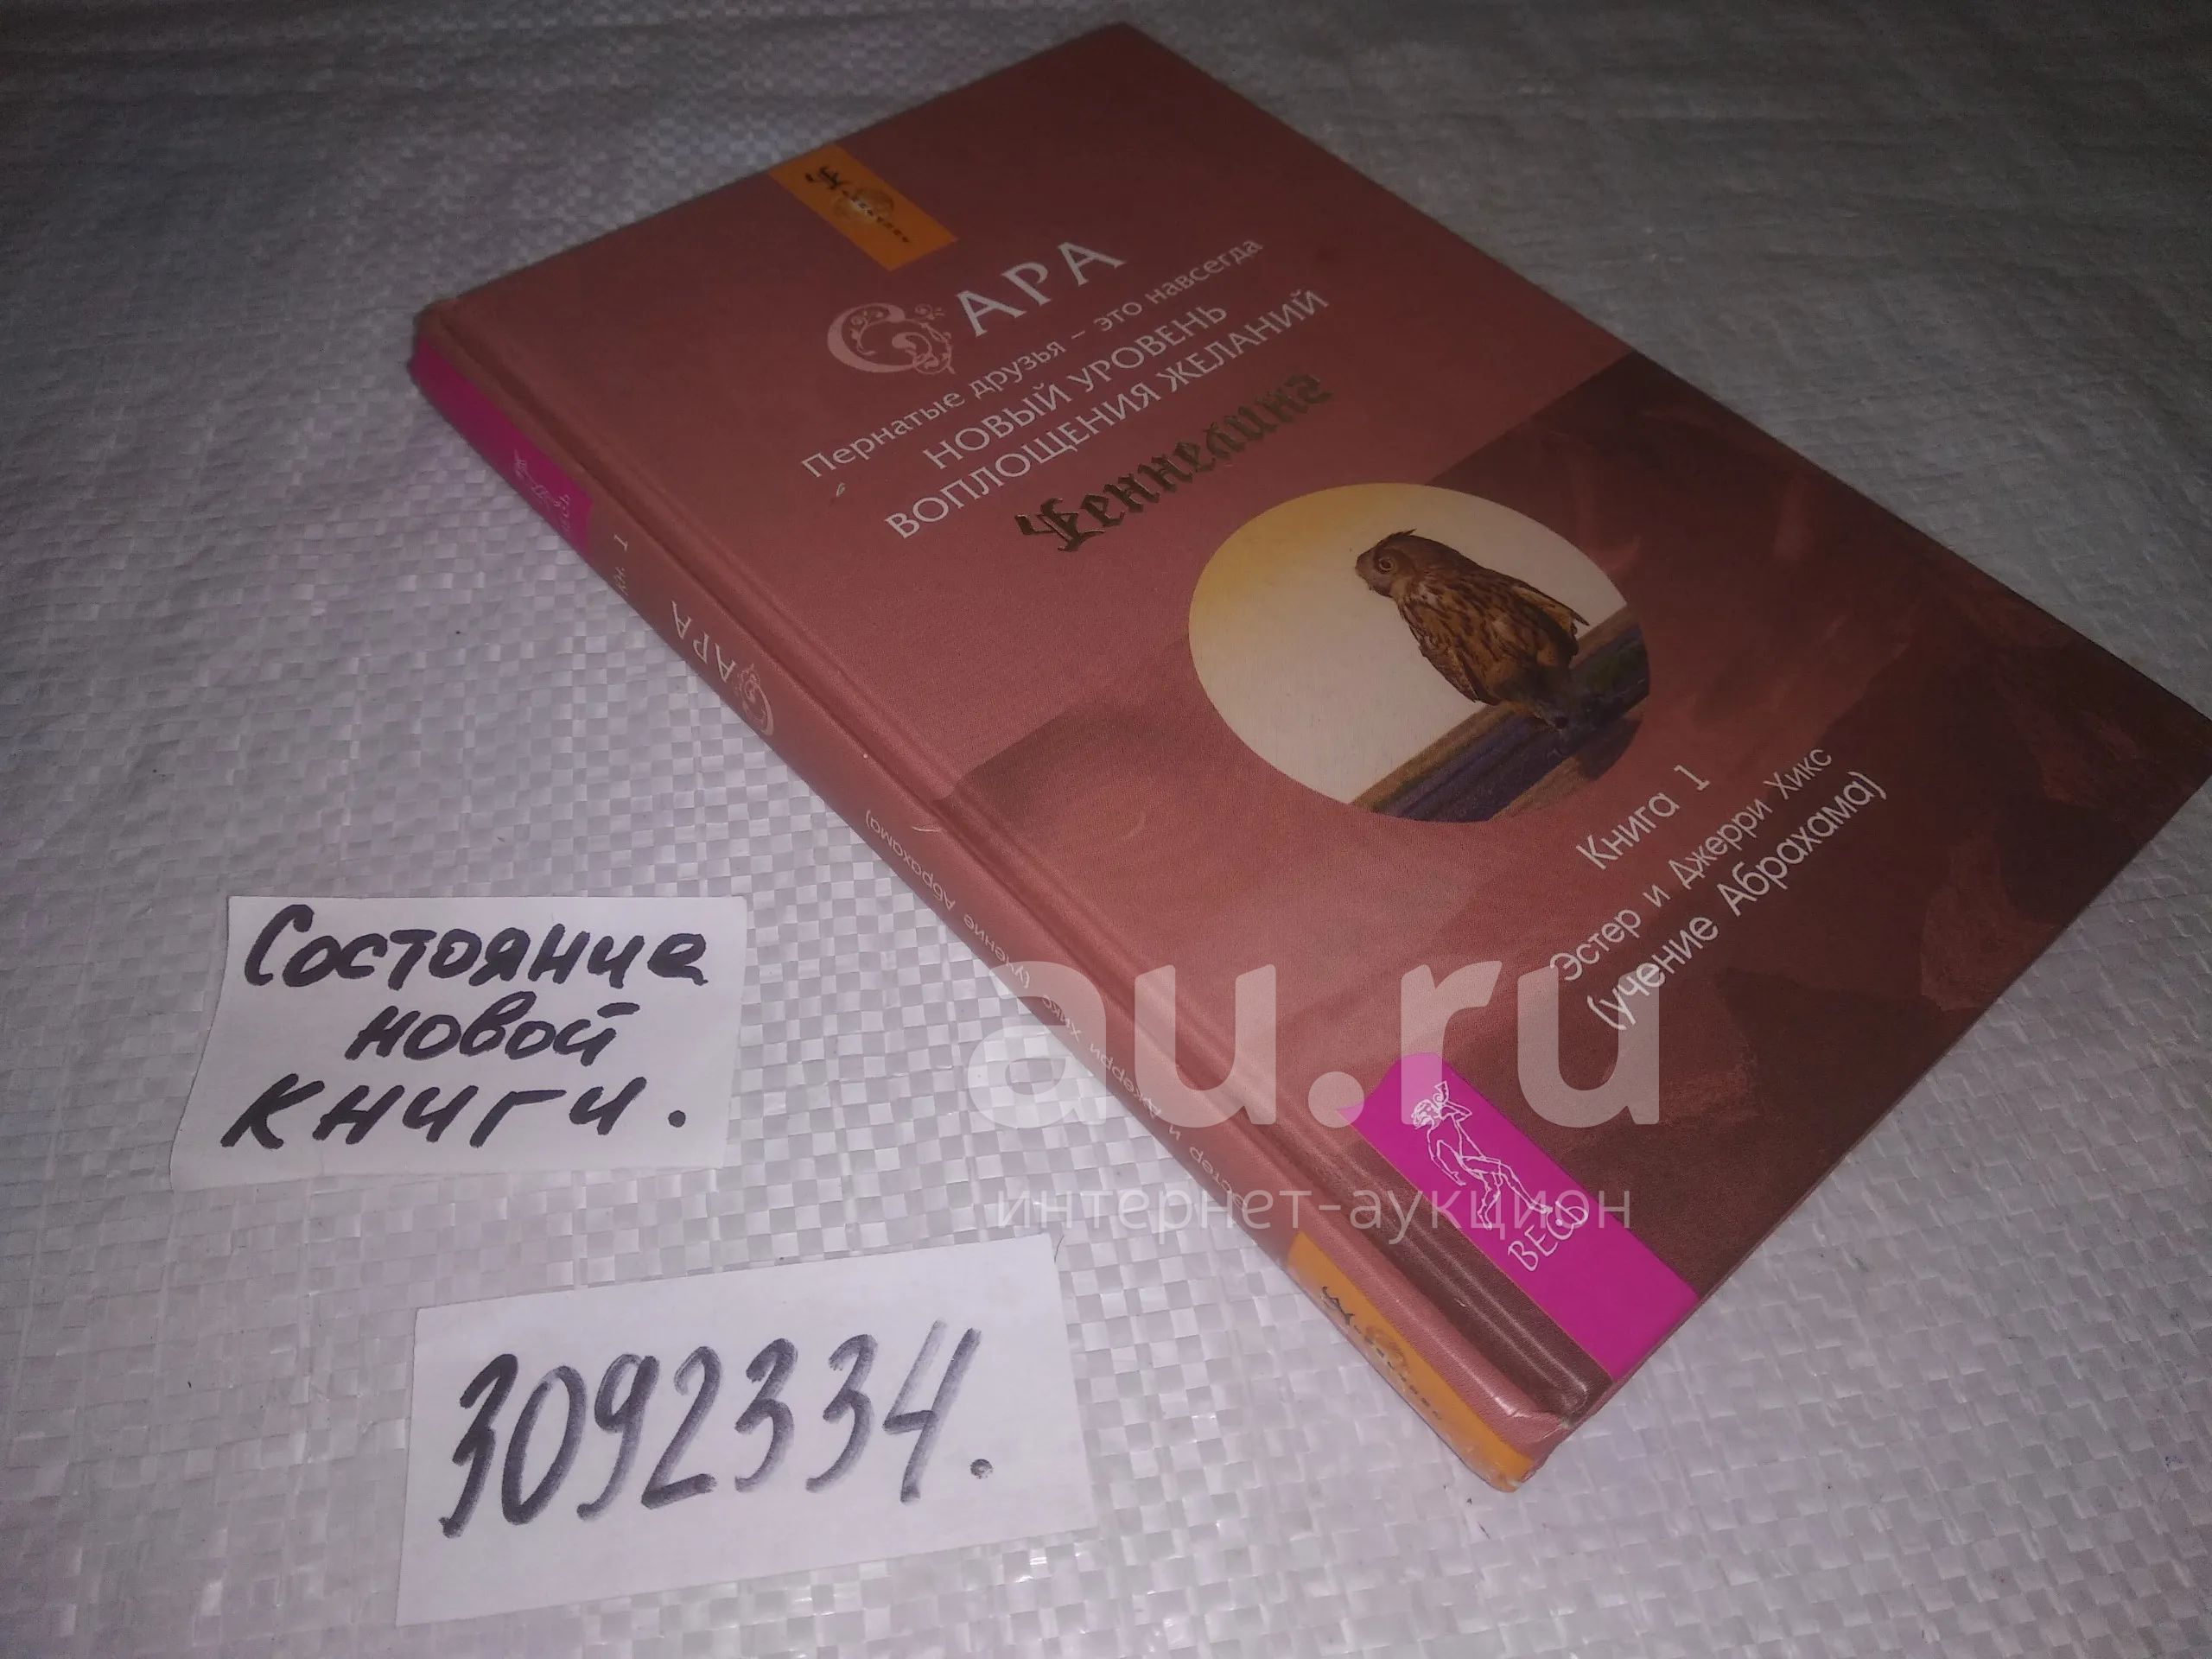 САРА
Пернатые друзья – это навсегда
НОВЫЙ УРОВЕНЬ
ВОПЛОЩЕНИЯ ЖЕЛАНИЙ
Ченнелинг
Книга 1
Эстер и Джерри Хикс
(учение Абрахама)
ВЕСЬ
САРА
Эстер и Джерри Хикс (учение Абрахама)
Состояние
новой
книги.
3092334.
au.ru
интернет-аукцион